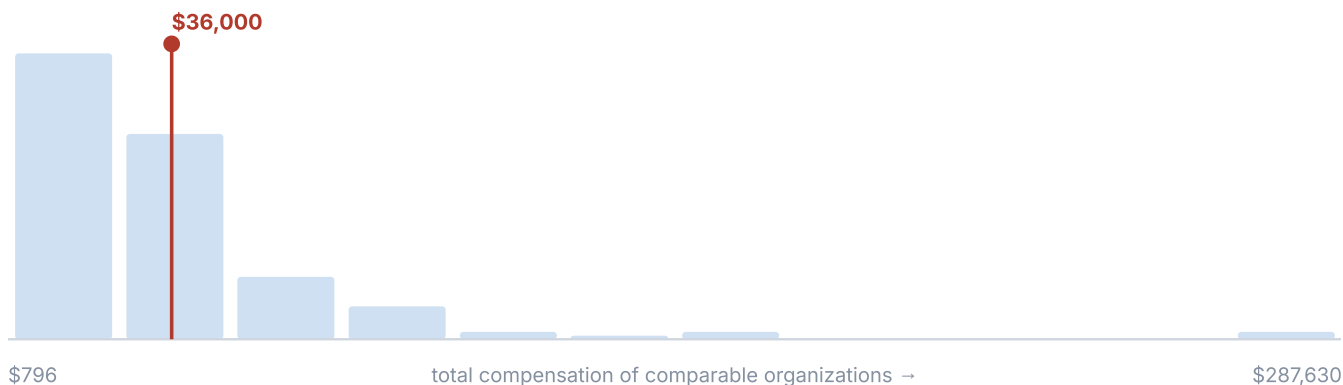 $36,000
$796 total compensation of comparable organizations → $287,630